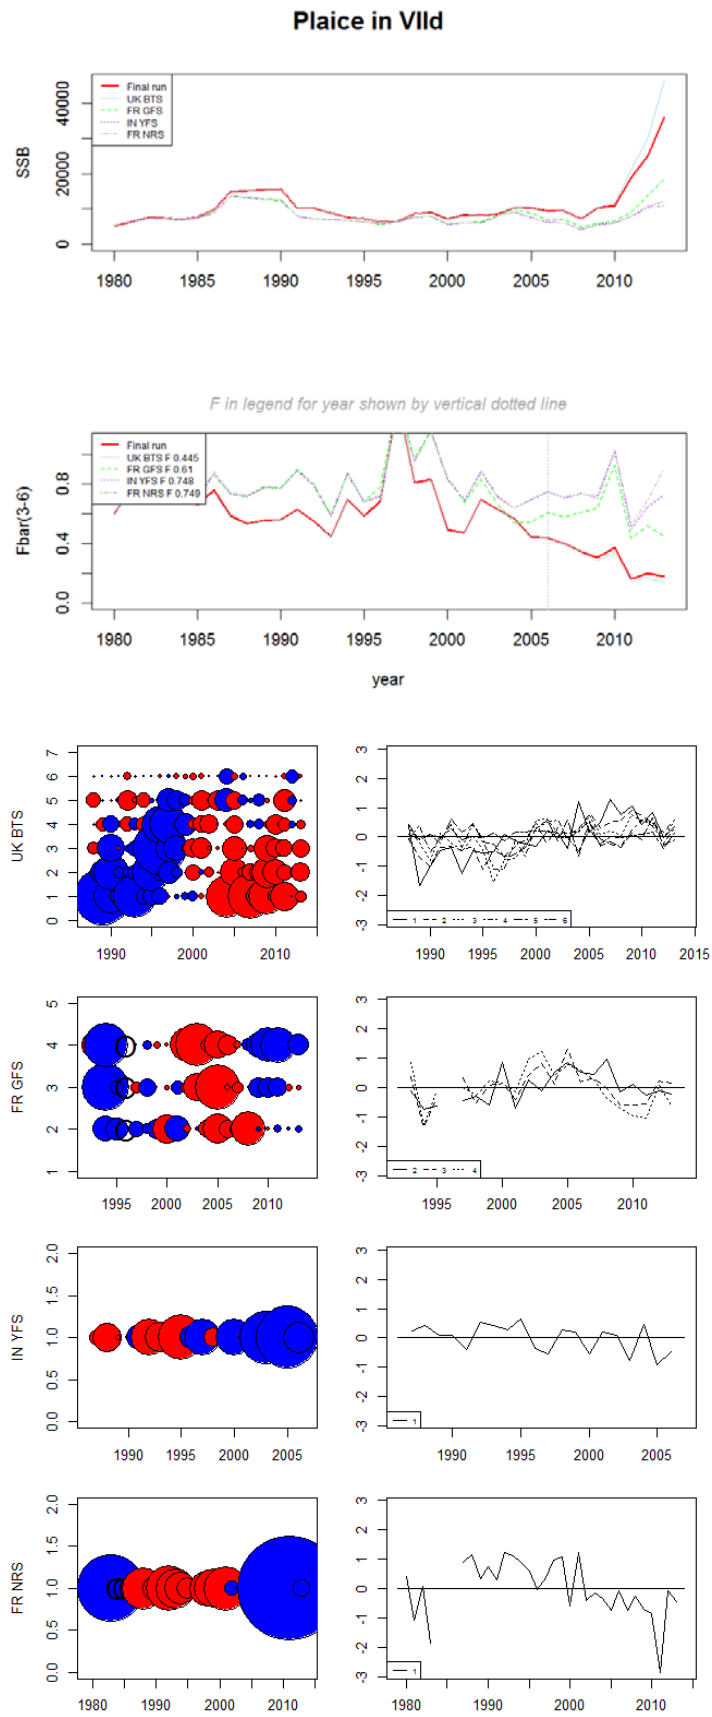 Plaice in VIId
SSB
0 20000 40000
Final run
UK BTS
FR GFS
IN YFS
FR NRS
1980 1985 1990 1995 2000 2005 2010
F in legend for year shown by vertical dotted line
Fbar(3-6)
0.0 0.4 0.8
Final run
UK BTS F 0.445
FR GFS F 0.61
IN YFS F 0.748
FR NRS F 0.749
1980 1985 1990 1995 2000 2005 2010
year
UK BTS
0 1 2 3 4 5 6 7
1990 2000 2005 2010
-3 -2 -1 0 1 2 3
1 2 3 4 5 6
1990 1995 2000 2005 2010 2015
FR GFS
1 2 3 4 5
1995 2000 2005 2010
-3 -2 -1 0 1 2 3
2 3 4
1995 2000 2005 2010
IN YFS
0.0 0.5 1.0 1.5 2.0
1990 1995 2000 2005
-3 -2 -1 0 1 2 3
1
1990 1995 2000 2005
FR NRS
0.0 0.5 1.0 1.5 2.0
1980 1990 2000 2010
-3 -2 -1 0 1 2 3
1
1980 1990 2000 2010